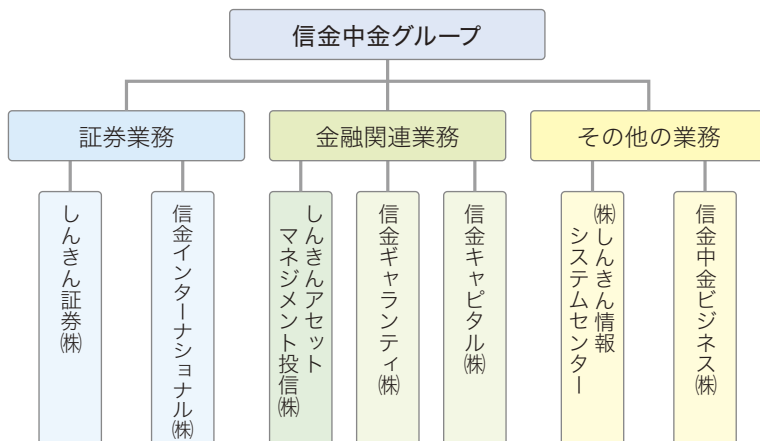 信金中金グループ
証券業務
金融関連業務
その他の業務
しんきん証券㈱
信金インターナショナル㈱
しんきんアセット
マネジメント投信㈱
信金ギャランティ㈱
信金キャピタル㈱
㈱しんきん情報
システムセンター
信金中金ビジネス㈱